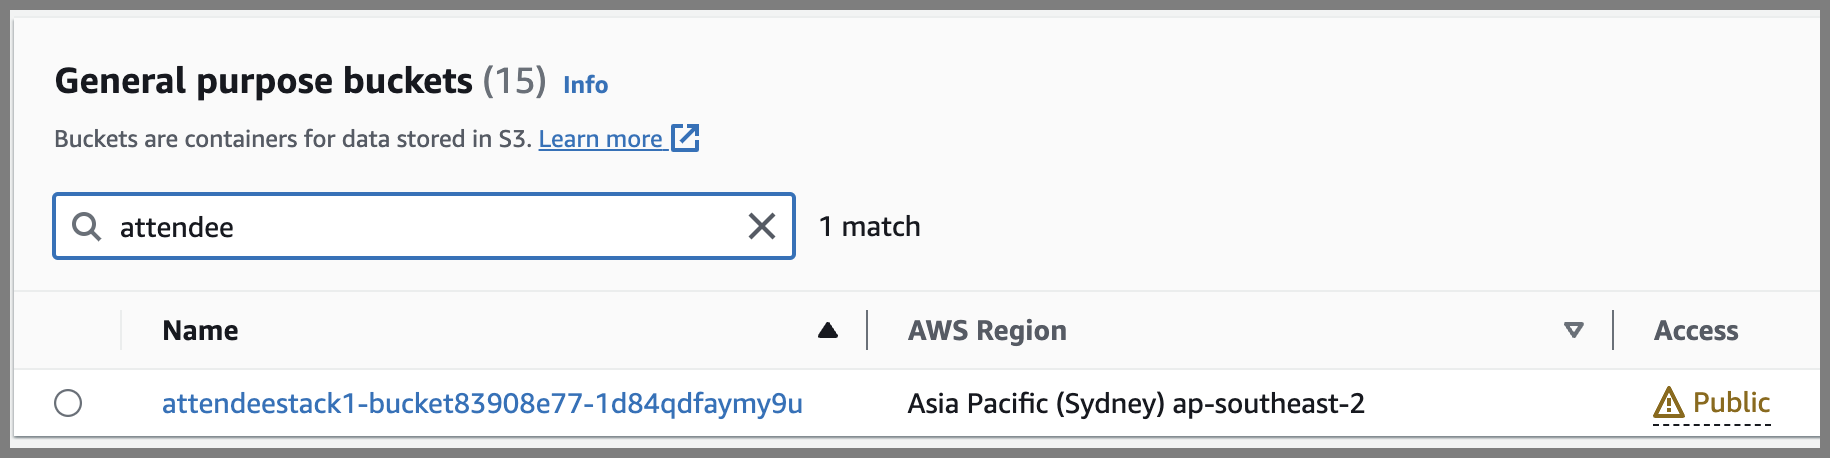 General purpose buckets (15) Info
Buckets are containers for data stored in S3. Learn more
attendee
1 match
Name AWS Region Access
attendeestack1-bucket83908e77-1d84qdfaymy9u Asia Pacific (Sydney) ap-southeast-2 Public